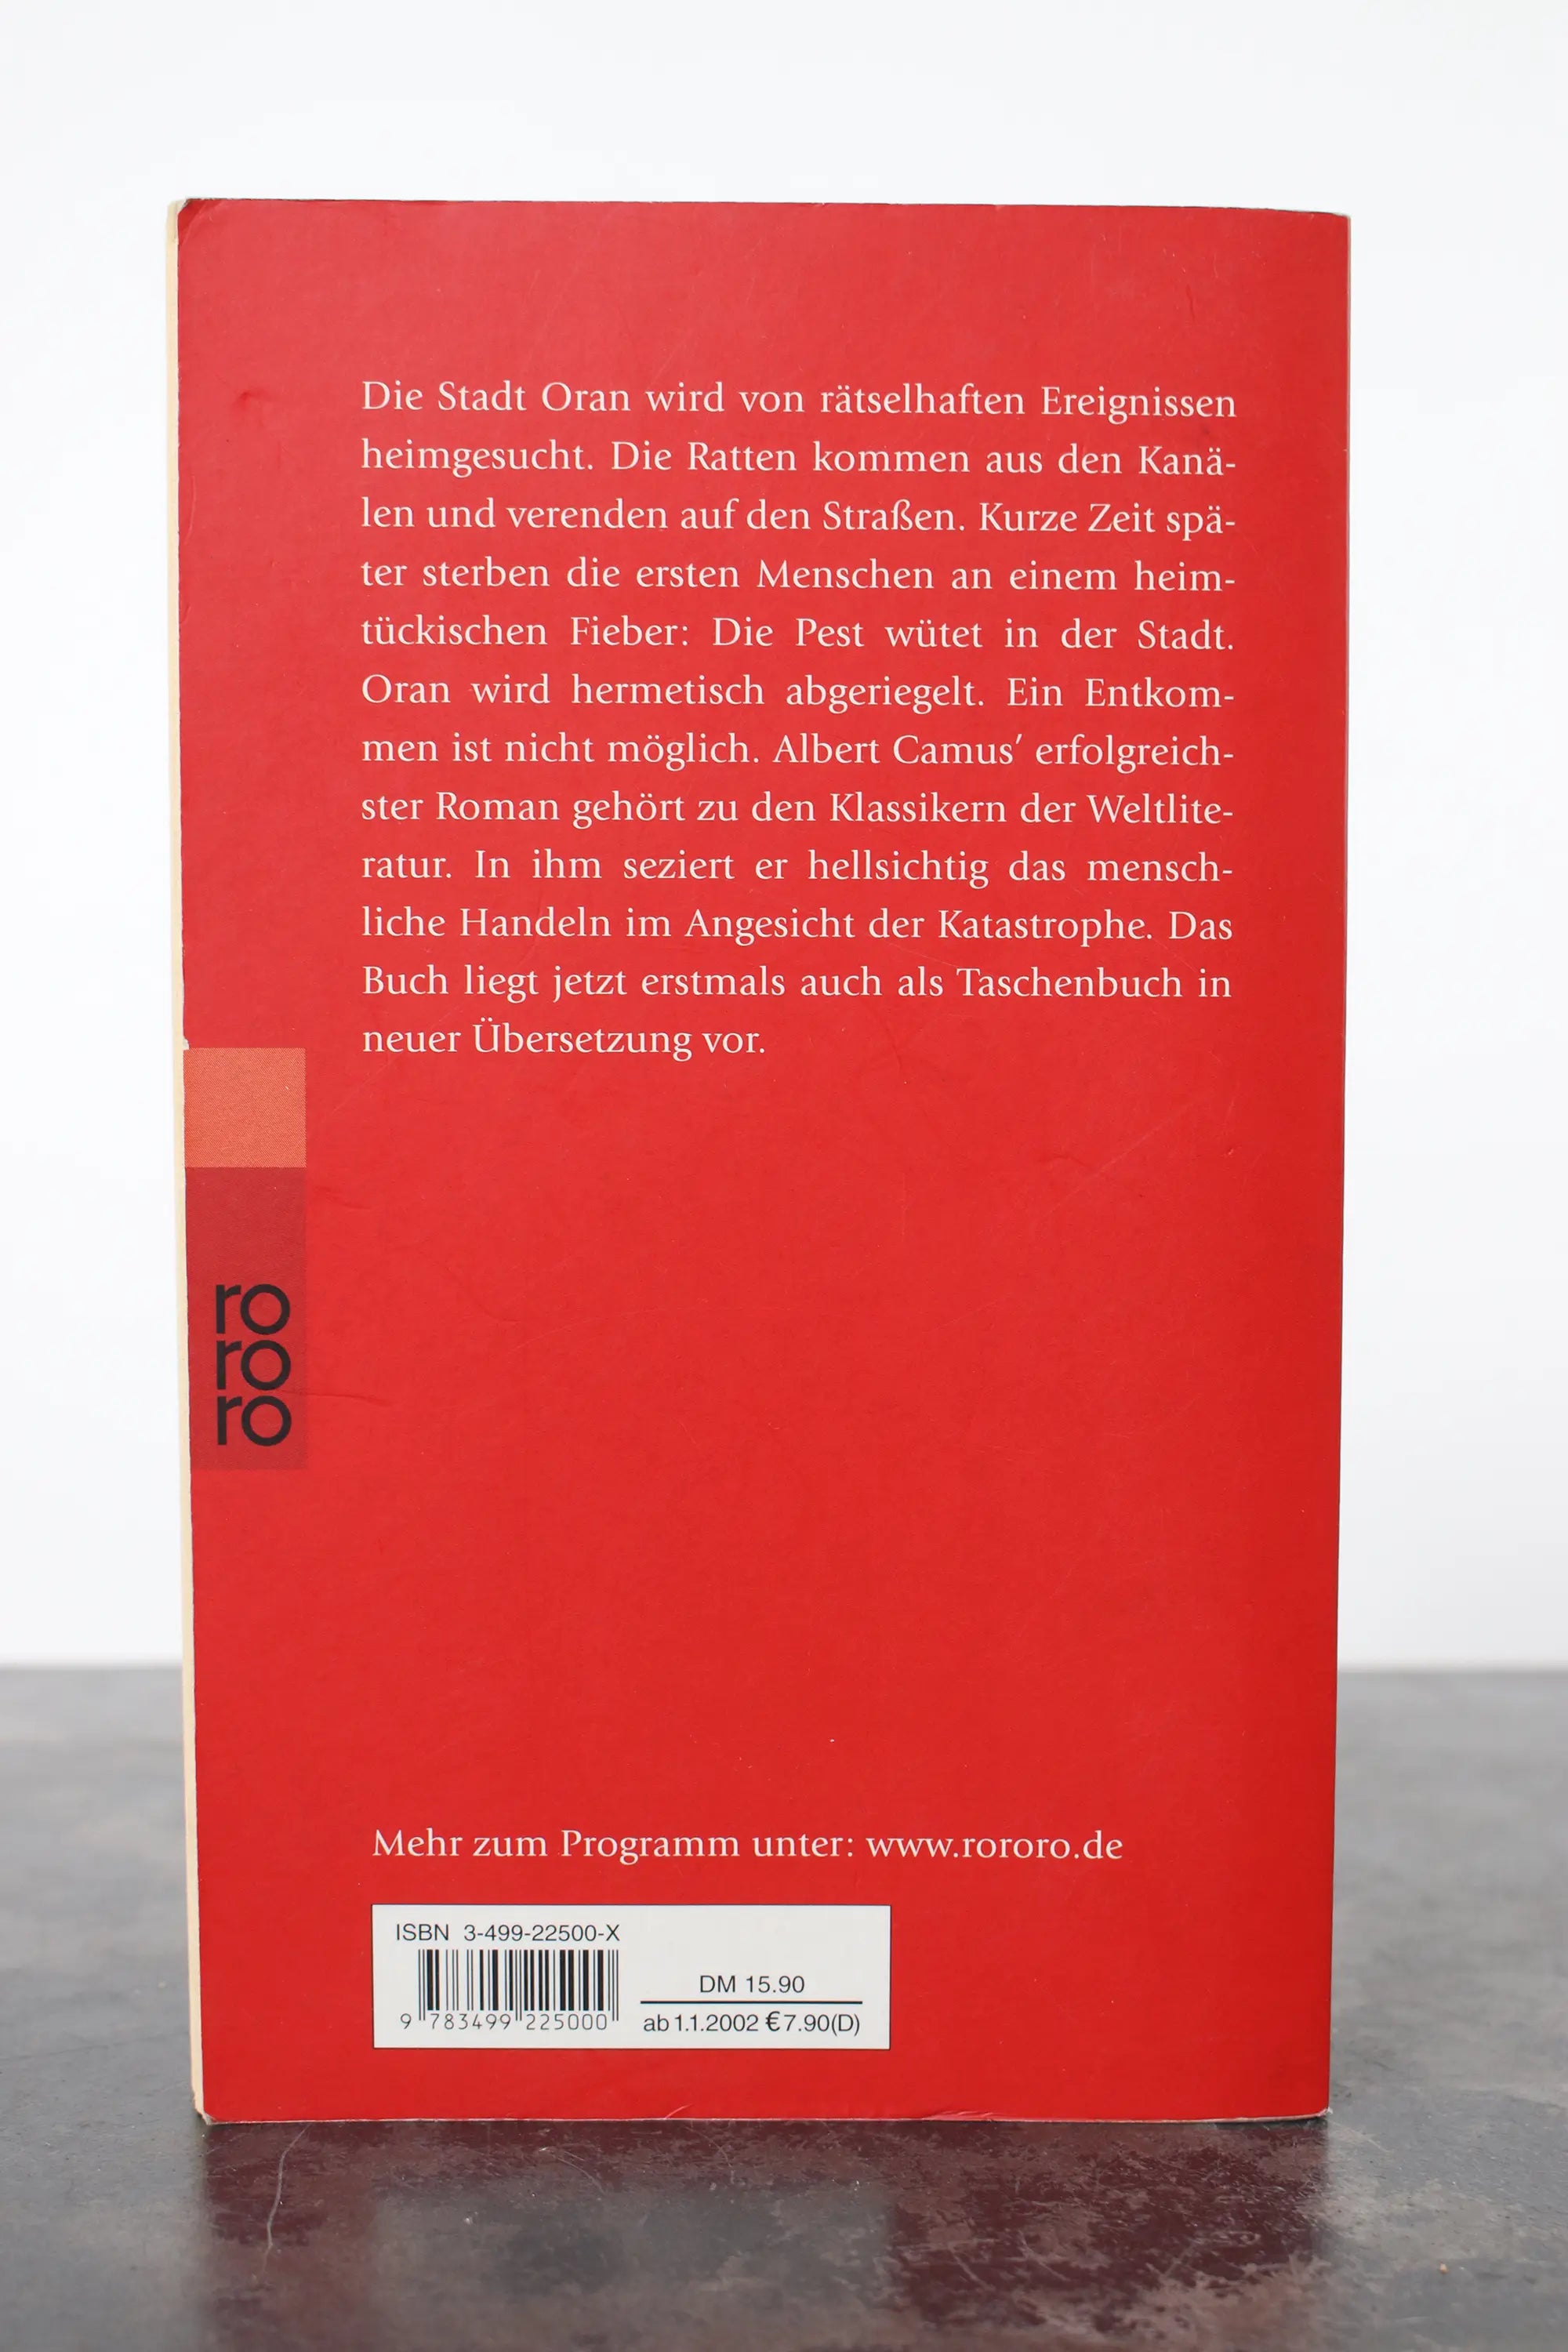 Die Stadt Oran wird von rätselhaften Ereignissen
heimgesucht. Die Ratten kommen aus den Kanä-
len und verenden auf den Straßen. Kurze Zeit spä-
ter sterben die ersten Menschen an einem heim-
tückischen Fieber: Die Pest wütet in der Stadt.
Oran wird hermetisch abgeriegelt. Ein Entkom-
men ist nicht möglich. Albert Camus’ erfolgreich-
ster Roman gehört zu den Klassikern der Weltlite-
ratur. In ihm seziert er hellsichtig das mensch-
liche Handeln im Angesicht der Katastrophe. Das
Buch liegt jetzt erstmals auch als Taschenbuch in
neuer Übersetzung vor.
ro
ro
ro
Mehr zum Programm unter: www.rororo.de
ISBN 3-499-22500-X
9 783499 225000
DM 15.90
ab 1.1.2002 €7.90(D)